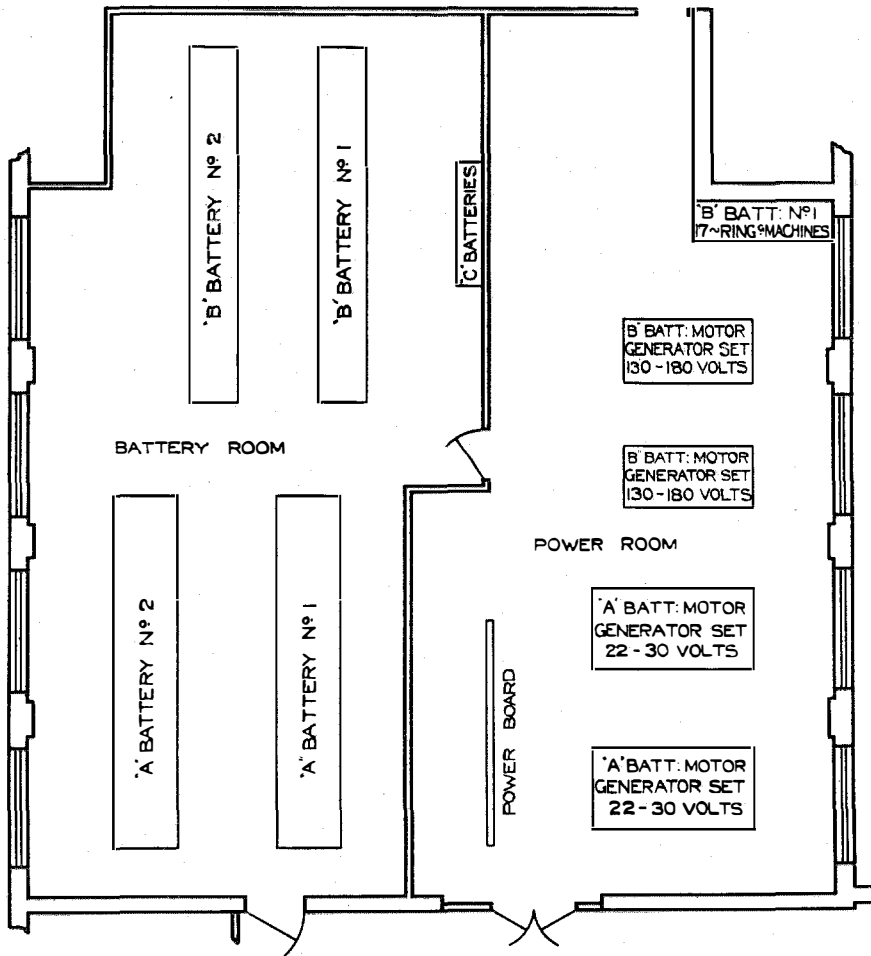 'B' BATTERY Nº 2
'B' BATTERY Nº 1
'C' BATTERIES
'B' BATT: Nº 1
17~RING^G MACHINES
B' BATT: MOTOR
GENERATOR SET
130-180 VOLTS
BATTERY ROOM
B' BATT: MOTOR
GENERATOR SET
130-180 VOLTS
POWER ROOM
'A' BATTERY Nº 2
'A' BATTERY Nº 1
POWER BOARD
'A' BATT: MOTOR
GENERATOR SET
22-30 VOLTS
'A' BATT: MOTOR
GENERATOR SET
22-30 VOLTS